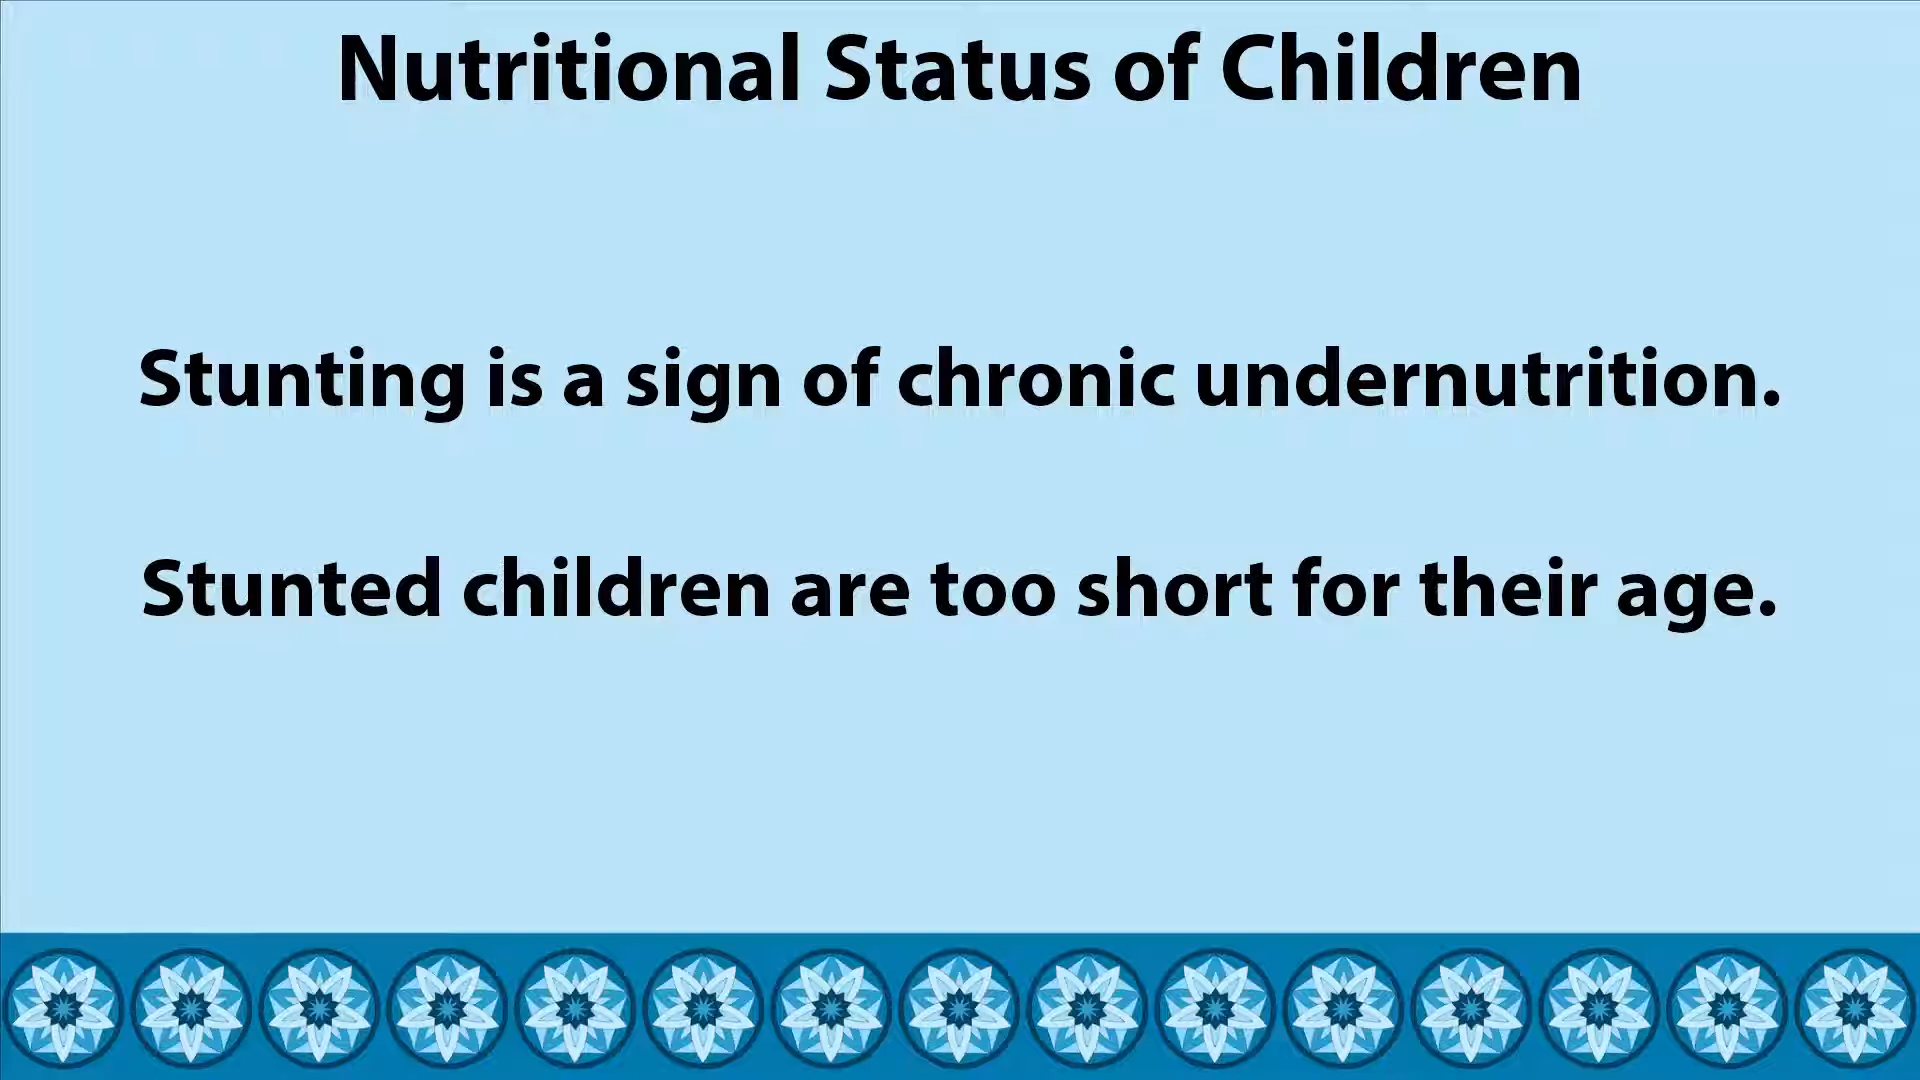 Nutritional Status of Children
Stunting is a sign of chronic undernutrition.
Stunted children are too short for their age.